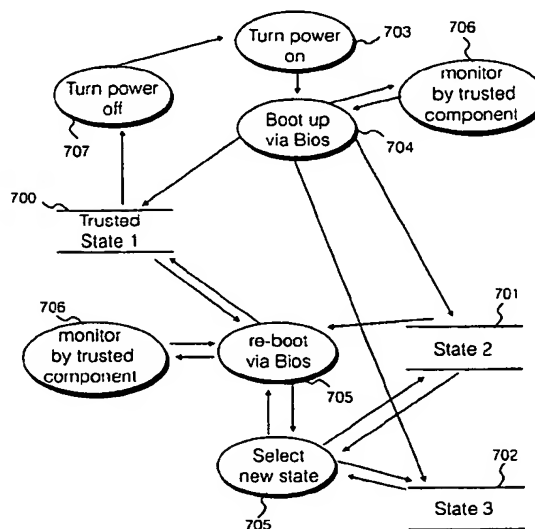 Turn power
on
703
706
monitor
by trusted
component
Turn power
off
707
Boot up
via Bios
704
700
Trusted
State 1
701
State 2
706
monitor
by trusted
component
re-boot
via Bios
705
Select
new state
705
702
State 3